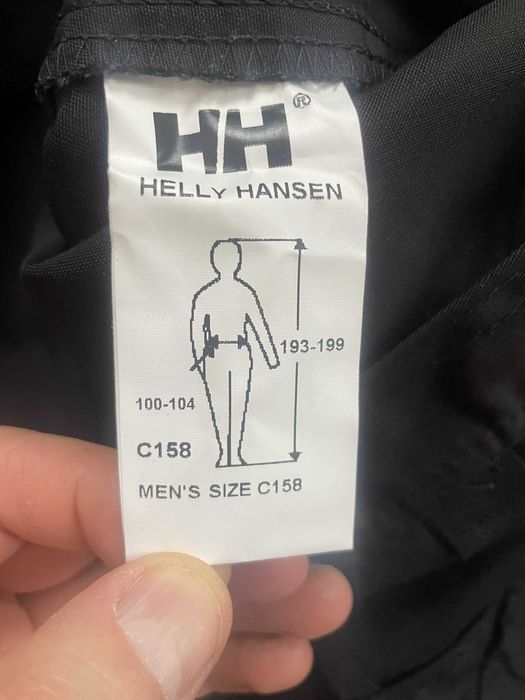 HH®
HELLY HANSEN
193-199
100-104
C158
MEN'S SIZE C158